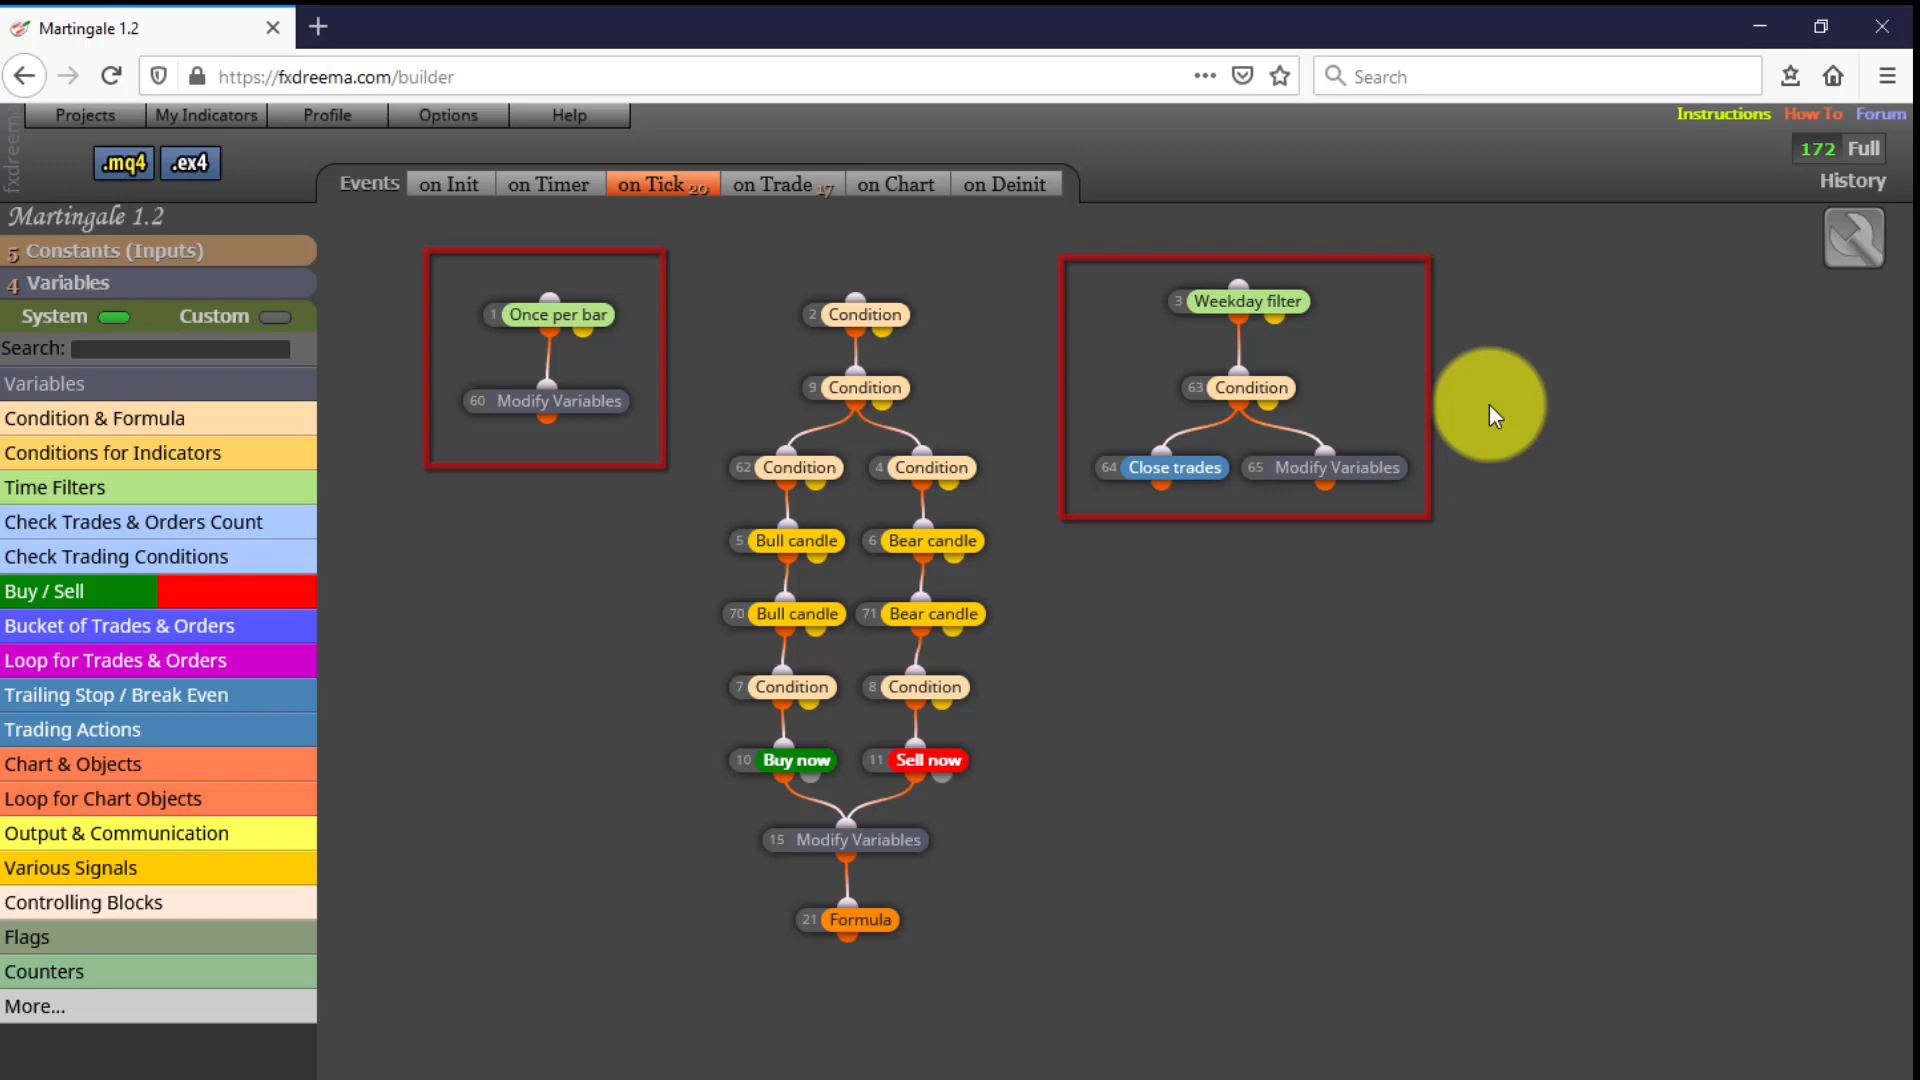 Martingale 1.2
https://fxdreema.com/builder
Search
Projects
My Indicators
Profile
Options
Help
Instructions
How To
Forum
fxdreema
.mq4
.ex4
172 Full
History
Events
on Init
on Timer
on Tick 20
on Trade 17
on Chart
on Deinit
Martingale 1.2
5 Constants (Inputs)
4 Variables
System
Custom
Search:
Variables
Condition & Formula
Conditions for Indicators
Time Filters
Check Trades & Orders Count
Check Trading Conditions
Buy / Sell
Bucket of Trades & Orders
Loop for Trades & Orders
Trailing Stop / Break Even
Trading Actions
Chart & Objects
Loop for Chart Objects
Output & Communication
Various Signals
Controlling Blocks
Flags
Counters
More...
1 Once per bar
60 Modify Variables
2 Condition
9 Condition
62 Condition
4 Condition
5 Bull candle
6 Bear candle
70 Bull candle
71 Bear candle
7 Condition
8 Condition
10 Buy now
11 Sell now
15 Modify Variables
21 Formula
3 Weekday filter
63 Condition
64 Close trades
65 Modify Variables